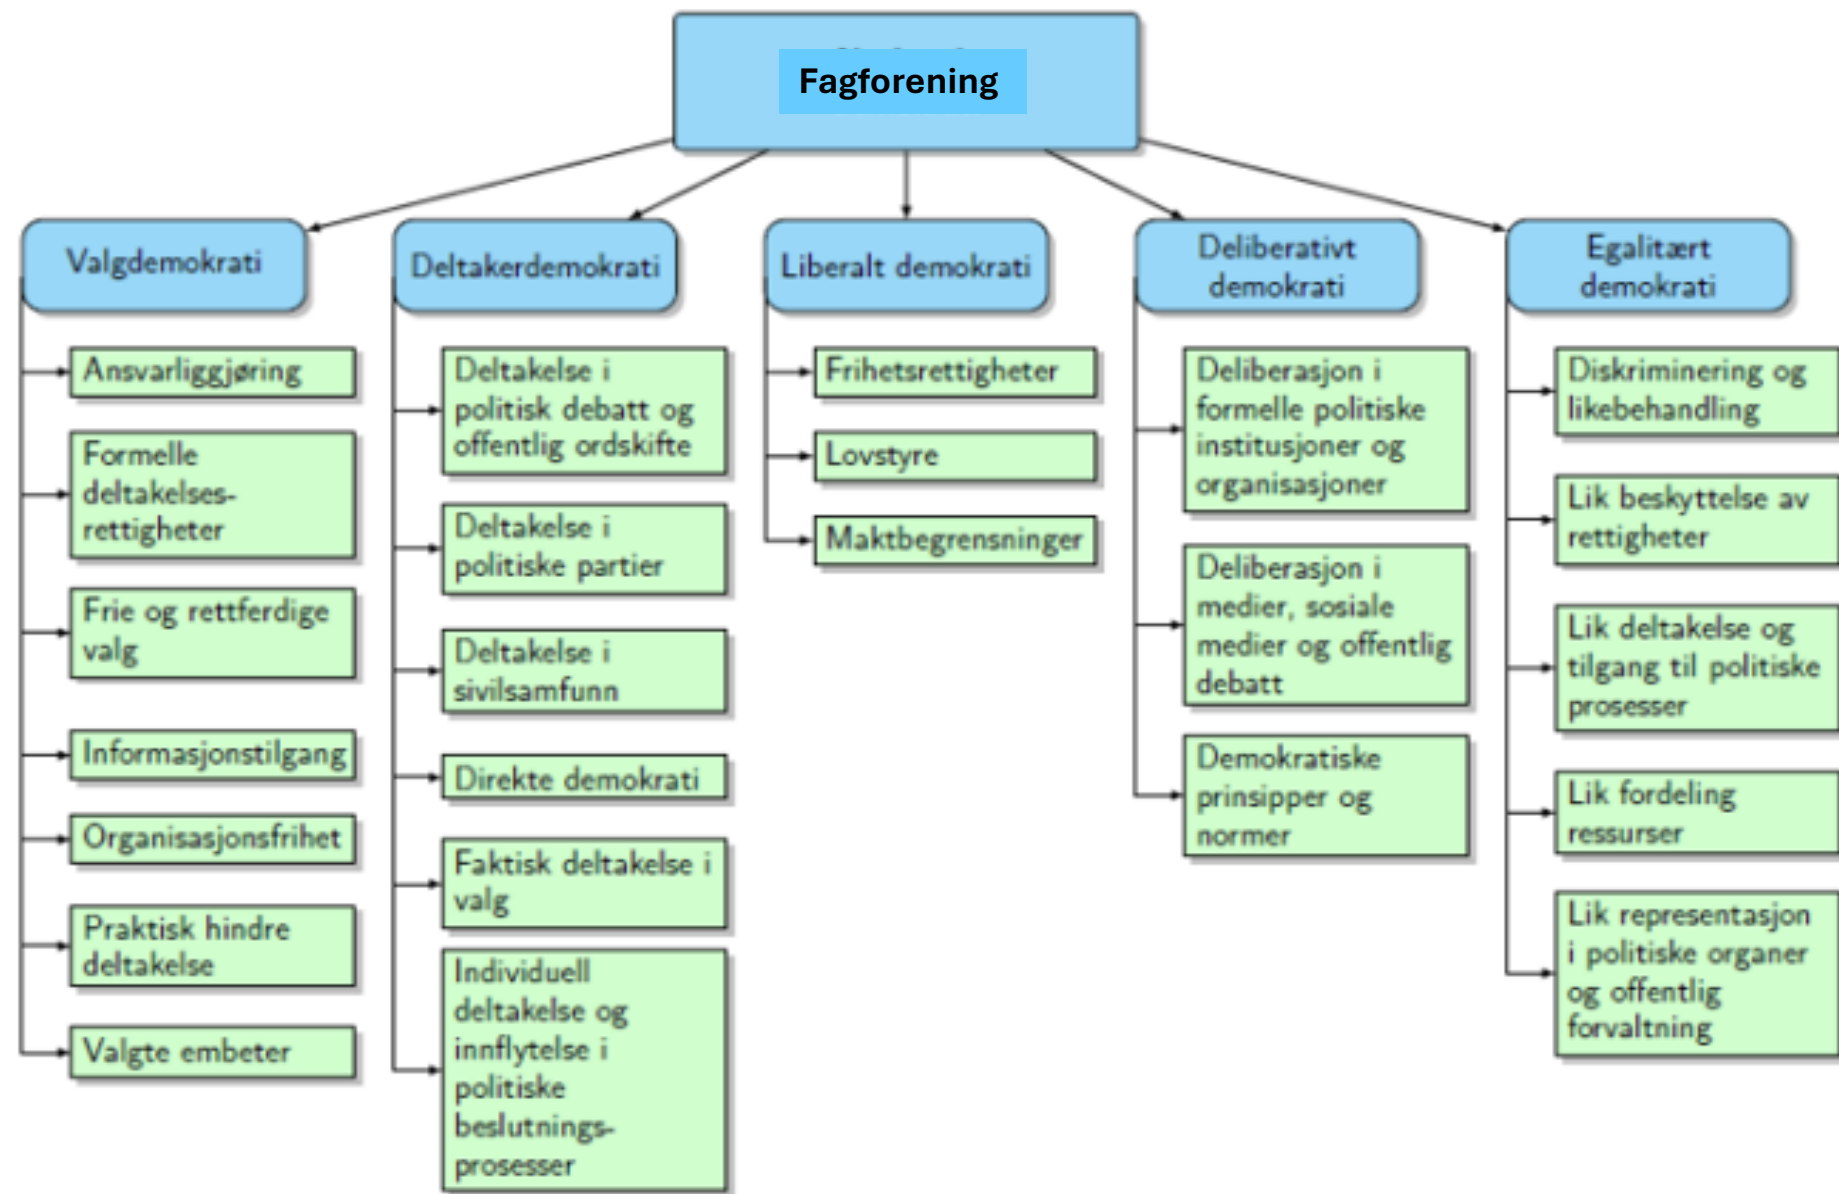 Fagforening
Valgdemokrati
Ansvarliggjøring
Formelle
deltakelses-
rettigheter
Frie og rettferdige
valg
Informasjonstilgang
Organisasjonsfrihet
Praktisk hindre
deltakelse
Valgte embeter
Deltakerdemokrati
Deltakelse i
politisk debatt og
offentlig ordskifte
Deltakelse i
politiske partier
Deltakelse i
sivilsamfunn
Direkte demokrati
Faktisk deltakelse i
valg
Individuell
deltakelse og
innflytelse i
politiske
beslutnings-
prosesser
Liberalt demokrati
Frihetsrettigheter
Lovstyre
Maktbegrensninger
Deliberativt
demokrati
Deliberasjon i
formelle politiske
institusjoner og
organisasjoner
Deliberasjon i
medier, sosiale
medier og offentlig
debatt
Demokratiske
prinsipper og
normer
Egalitært
demokrati
Diskriminering og
likebehandling
Lik beskyttelse av
rettigheter
Lik deltakelse og
tilgang til politiske
prosesser
Lik fordeling
ressurser
Lik representasjon
i politiske organer
og offentlig
forvaltning